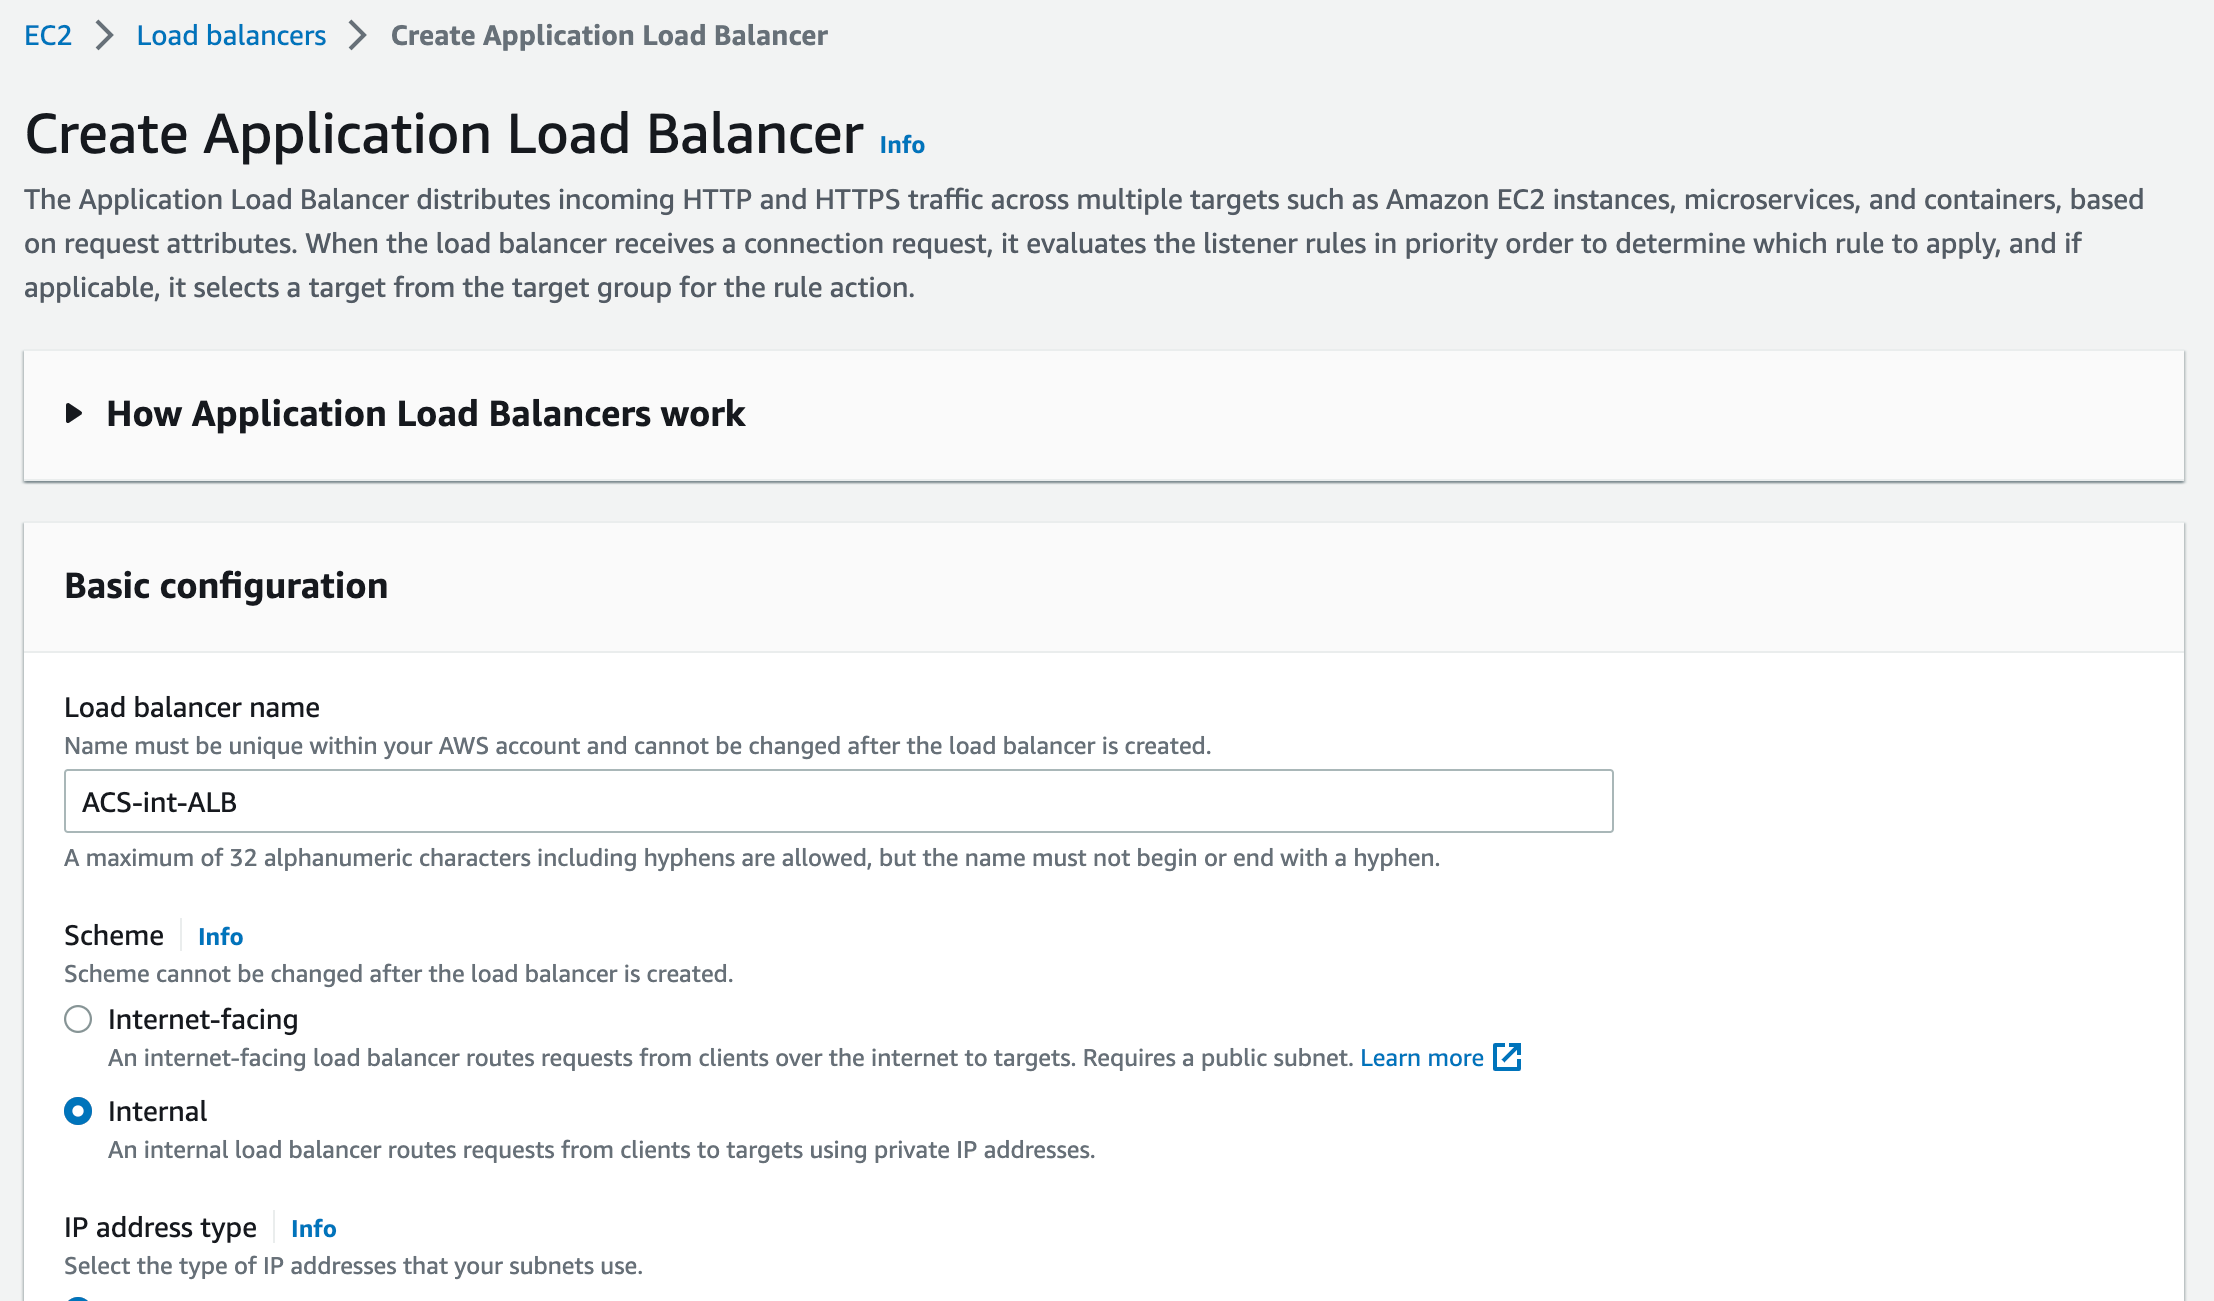 EC2 > Load balancers > Create Application Load Balancer
Create Application Load Balancer Info
The Application Load Balancer distributes incoming HTTP and HTTPS traffic across multiple targets such as Amazon EC2 instances, microservices, and containers, based
on request attributes. When the load balancer receives a connection request, it evaluates the listener rules in priority order to determine which rule to apply, and if
applicable, it selects a target from the target group for the rule action.
How Application Load Balancers work
Basic configuration
Load balancer name
Name must be unique within your AWS account and cannot be changed after the load balancer is created.
ACS-int-ALB
A maximum of 32 alphanumeric characters including hyphens are allowed, but the name must not begin or end with a hyphen.
Scheme Info
Scheme cannot be changed after the load balancer is created.
Internet-facing
An internet-facing load balancer routes requests from clients over the internet to targets. Requires a public subnet. Learn more
Internal
An internal load balancer routes requests from clients to targets using private IP addresses.
IP address type Info
Select the type of IP addresses that your subnets use.